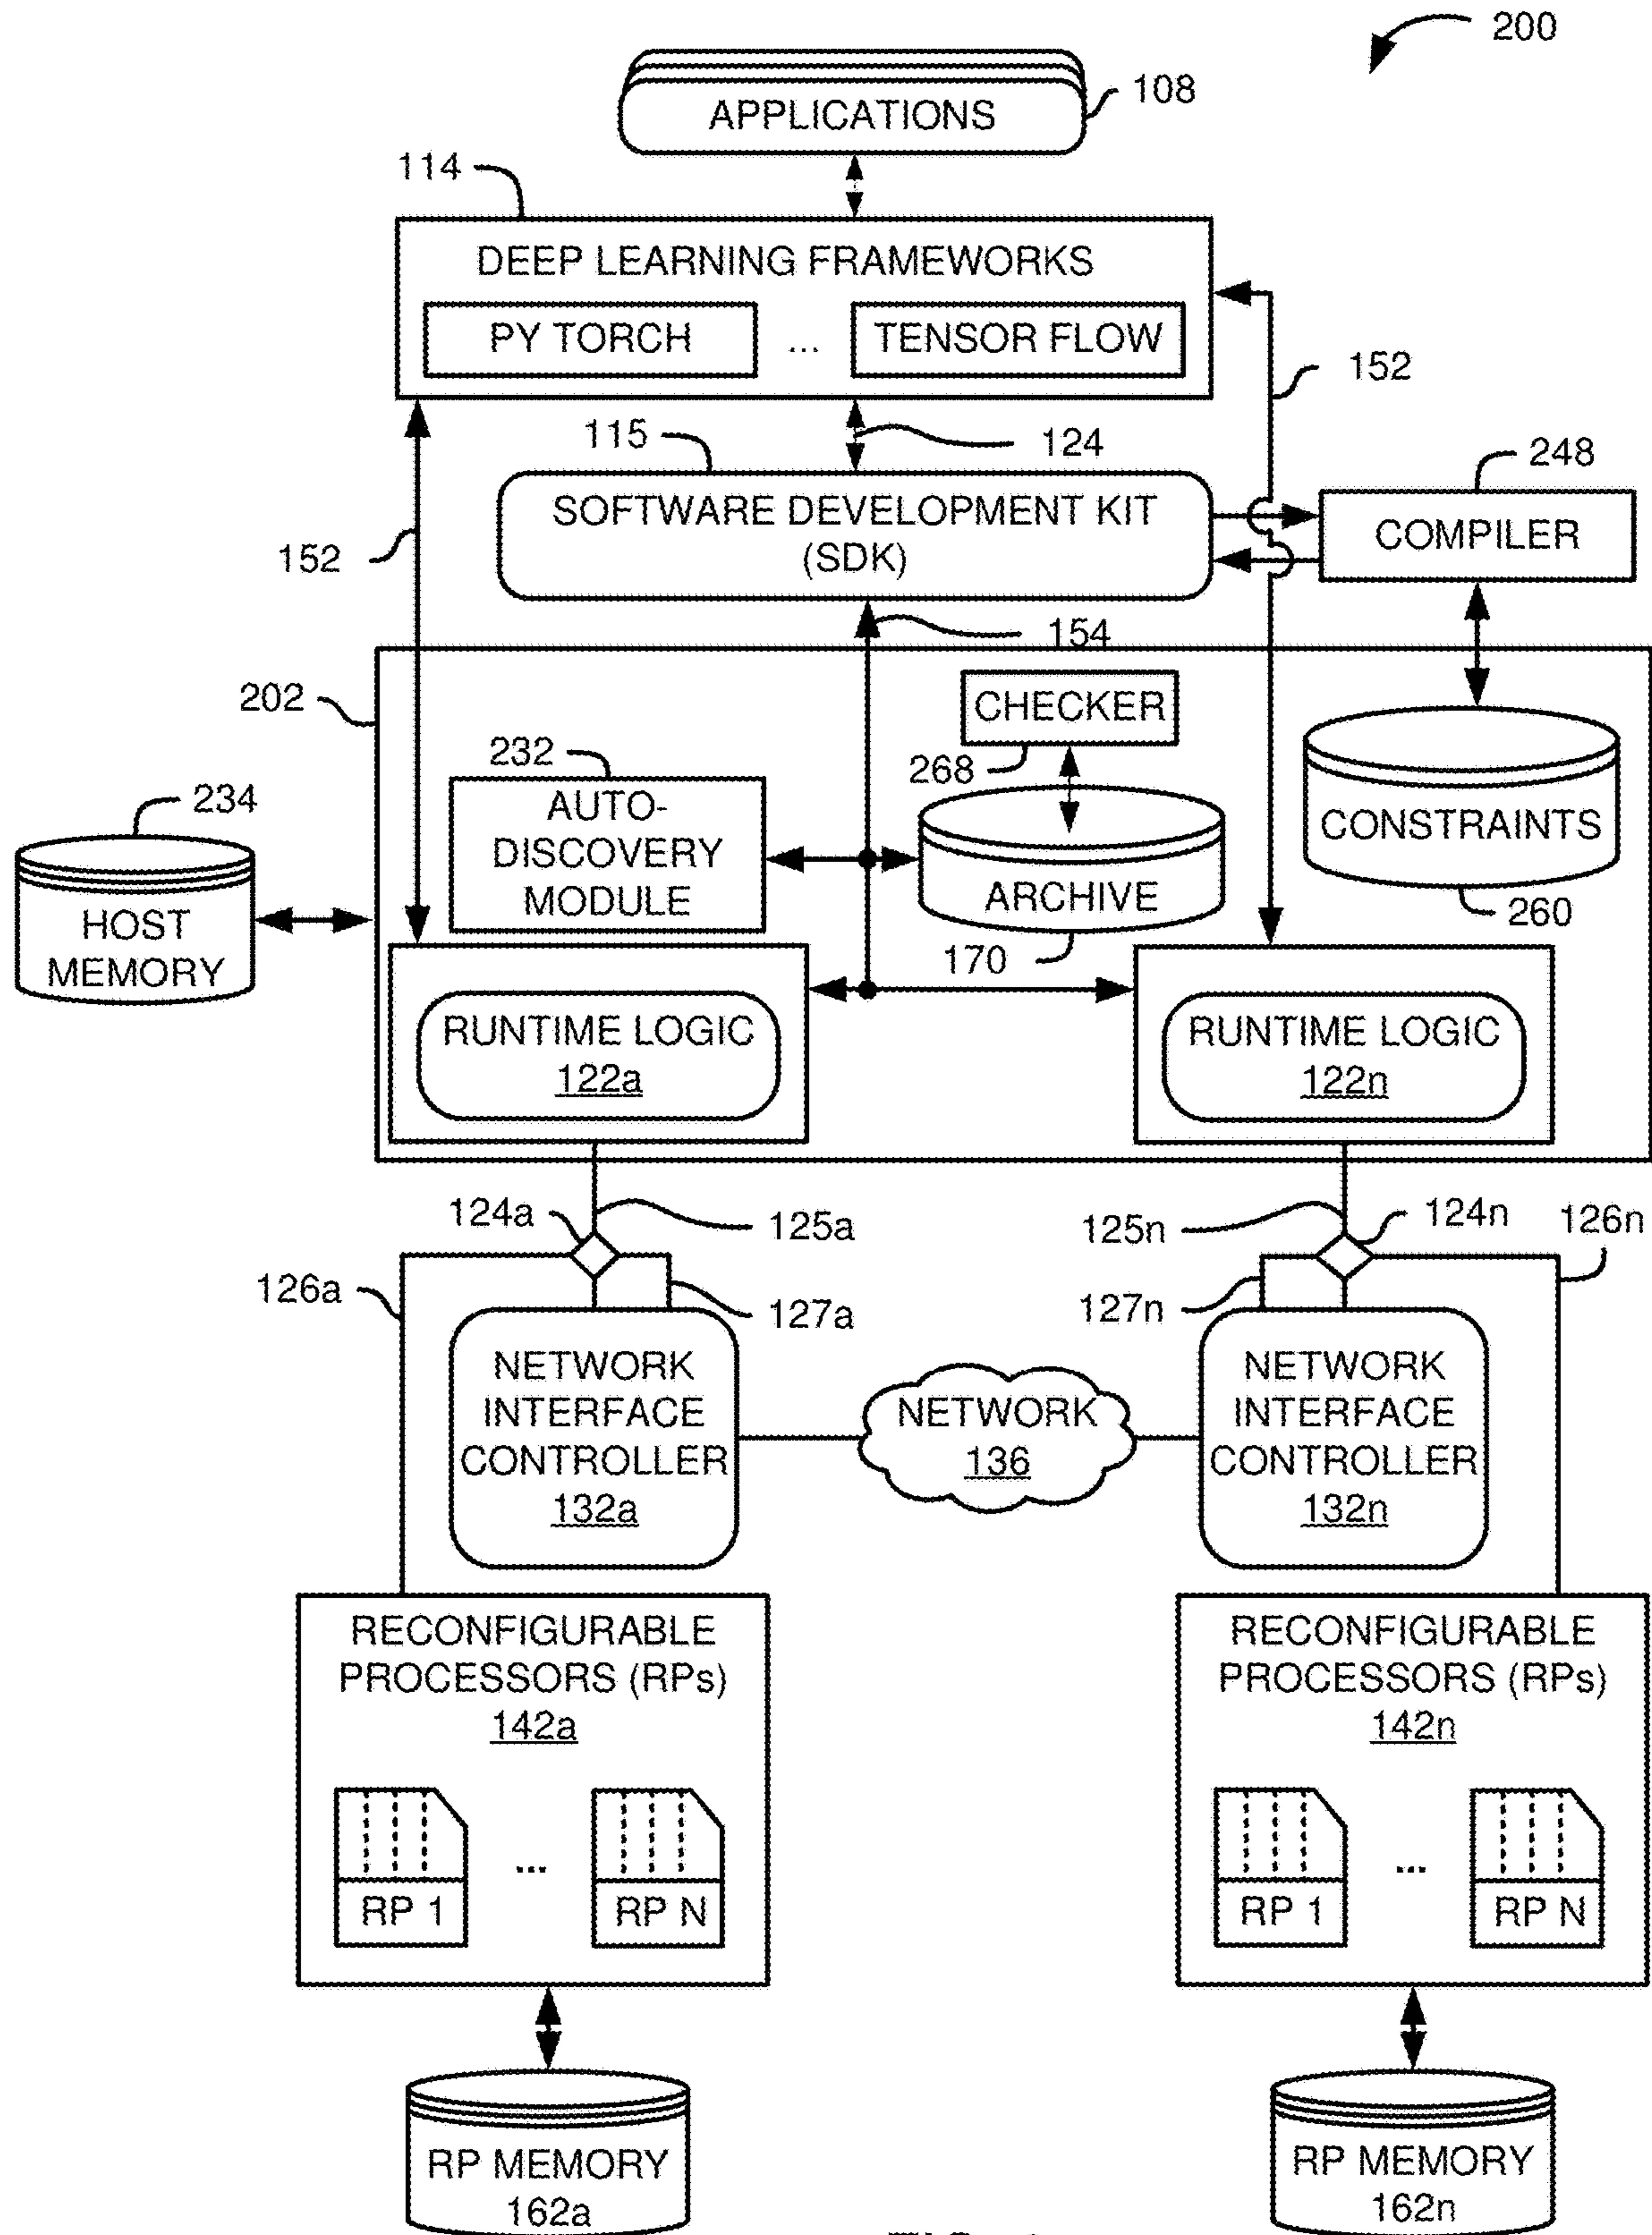 200
APPLICATIONS
108
114
DEEP LEARNING FRAMEWORKS
PY TORCH
...
TENSOR FLOW
152
115
124
248
SOFTWARE DEVELOPMENT KIT
(SDK)
COMPILER
152
154
202
CHECKER
232
268
234
AUTO-
DISCOVERY
MODULE
CONSTRAINTS
ARCHIVE
HOST
MEMORY
260
170
RUNTIME LOGIC
122a
RUNTIME LOGIC
122n
124a
125a
125n
124n
126n
126a
127a
127n
NETWORK
INTERFACE
CONTROLLER
132a
NETWORK
136
NETWORK
INTERFACE
CONTROLLER
132n
RECONFIGURABLE
PROCESSORS (RPs)
142a
RECONFIGURABLE
PROCESSORS (RPs)
142n
...
RP 1
RP N
...
RP 1
RP N
RP MEMORY
162a
RP MEMORY
162n